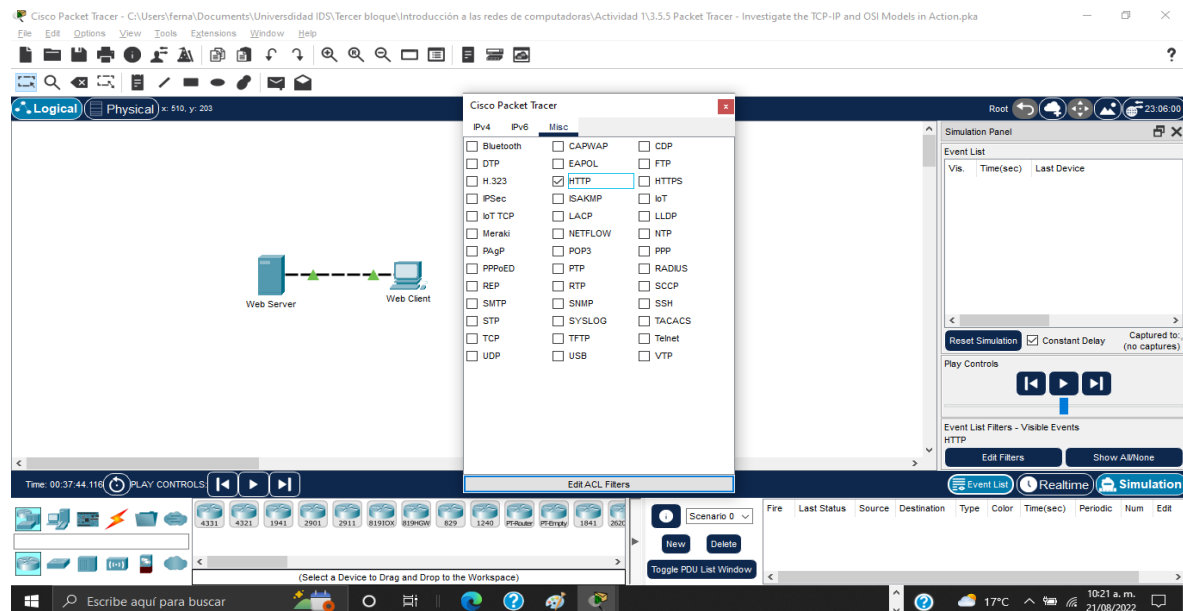 Cisco Packet Tracer - C:\Users\ferna\Documents\Universdidad IDS\Tercer bloque\Introducción a las redes de computadoras\Actividad 1\3.5.5 Packet Tracer - Investigate the TCP-IP and OSI Models in Action.pka
File Edit Options View Tools Extensions Window Help
?
Logical Physical x: 510, y: 203
Root 23:06:00
Cisco Packet Tracer x
IPv4 IPv6 Misc
Bluetooth CAPWAP CDP
DTP EAPOL FTP
H.323 HTTP HTTPS
IPSec ISAKMP IoT
IoT TCP LACP LLDP
Meraki NETFLOW NTP
PAgP POP3 PPP
PPPoED PTP RADIUS
REP RTP SCCP
SMTP SNMP SSH
STP SYSLOG TACACS
TCP TFTP Telnet
UDP USB VTP
Edit ACL Filters
Web Server
Web Client
Simulation Panel
Event List
Vis. Time(sec) Last Device
Reset Simulation Constant Delay Captured to:
(no captures)
Play Controls
Event List Filters - Visible Events
HTTP
Edit Filters Show All/None
Time: 00:37:44.116 PLAY CONTROLS:
Event List Realtime Simulation
4331 4321 1941 2901 2911 819IOX 819HGW 829 1240 PT-Router PT-Empty 1841 2620
(Select a Device to Drag and Drop to the Workspace)
Scenario 0
New Delete
Toggle PDU List Window
Fire Last Status Source Destination Type Color Time(sec) Periodic Num Edit
Escribe aquí para buscar
17°C
10:21 a. m.
21/08/2022